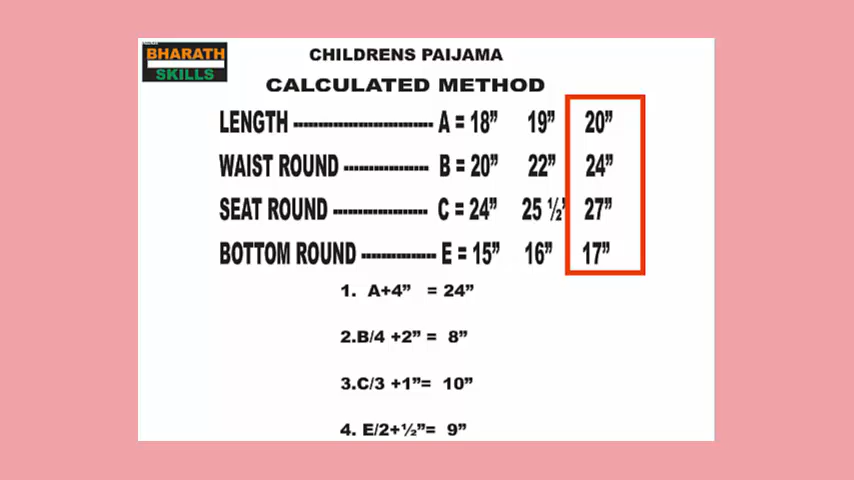 BHARATH
SKILLS
CHILDRENS PAIJAMA
CALCULATED METHOD
LENGTH ------------------------------ A = 18” 19” 20”
WAIST ROUND ------------------ B = 20” 22” 24”
SEAT ROUND -------------------- C = 24” 25 ½” 27”
BOTTOM ROUND ---------------- E = 15” 16” 17”
1. A+4” = 24”
2.B/4 +2” = 8”
3.C/3 +1”= 10”
4. E/2+½”= 9”